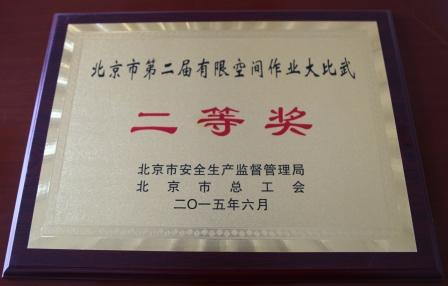 北京市第二届有限空间作业大比武
二等奖
北京市安全生产监督管理局
北京市总工会
二〇一五年六月